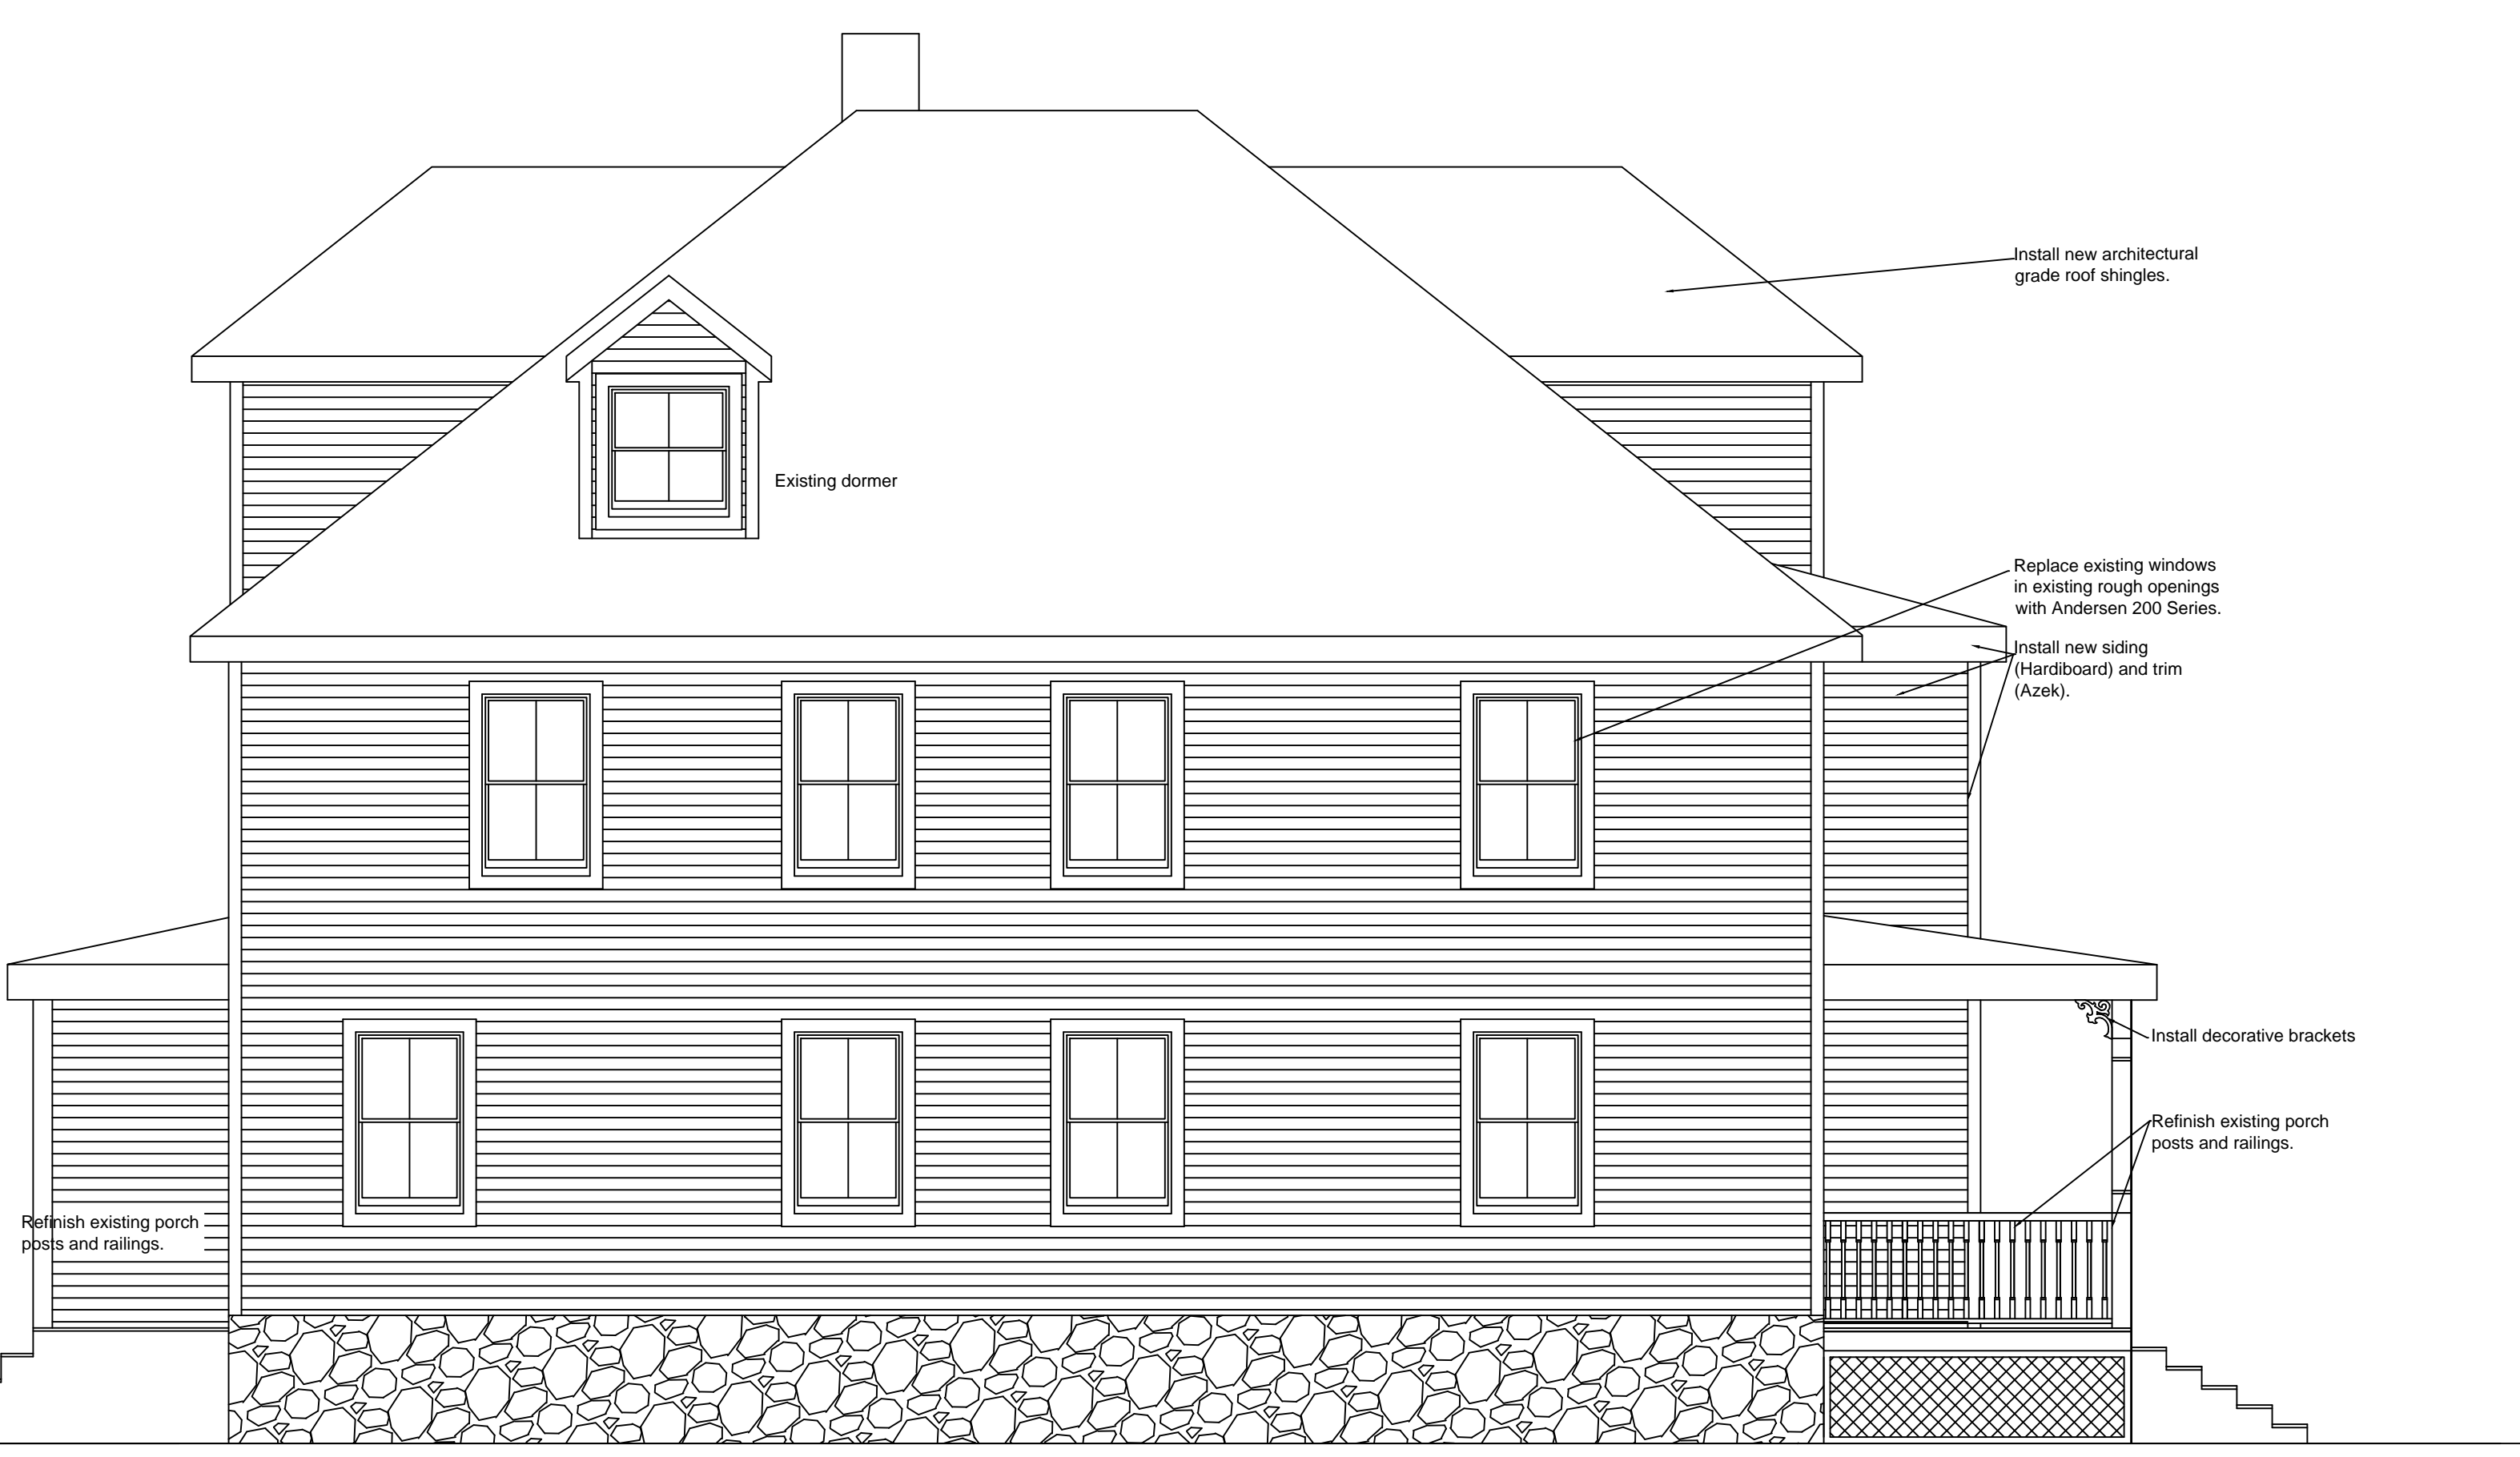 Install new architectural
grade roof shingles.
Existing dormer
Replace existing windows
in existing rough openings
with Andersen 200 Series.
Install new siding
(Hardiboard) and trim
(Azek).
Install decorative brackets
Refinish existing porch
posts and railings.
Refinish existing porch
posts and railings.